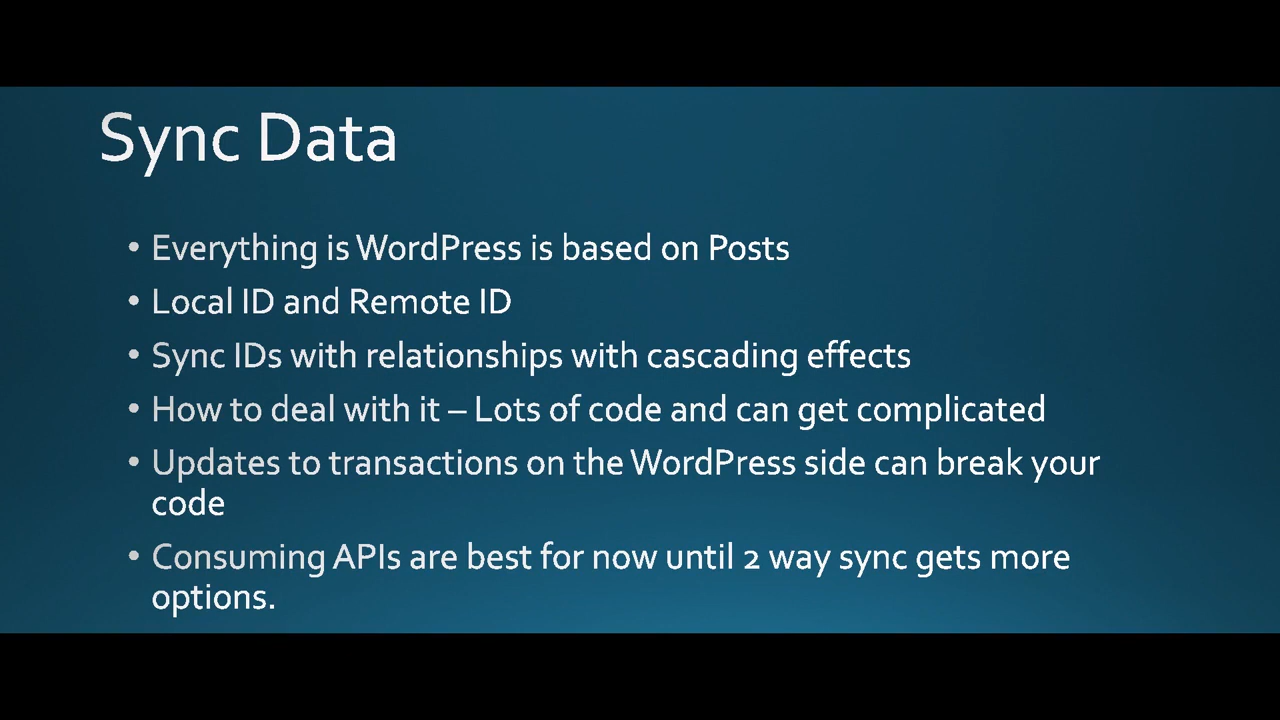 Sync Data
• Everything is WordPress is based on Posts
• Local ID and Remote ID
• Sync IDs with relationships with cascading effects
• How to deal with it – Lots of code and can get complicated
• Updates to transactions on the WordPress side can break your
code
• Consuming APIs are best for now until 2 way sync gets more
options.